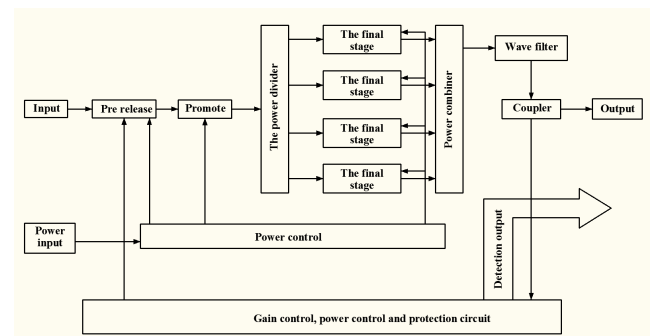 Input
Pre release
Promote
The power divider
The final
stage
The final
stage
The final
stage
The final
stage
Power combiner
Wave filter
Coupler
Output
Power
input
Power control
Detection output
Gain control, power control and protection circuit